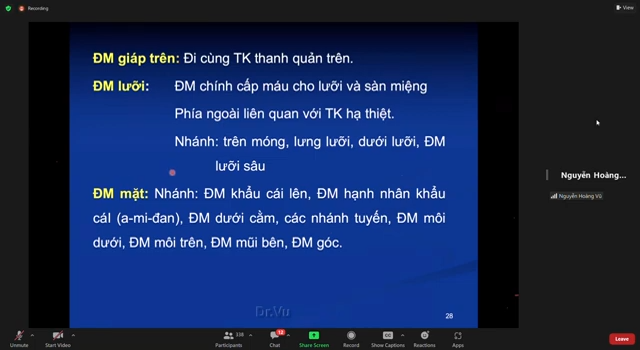 Recording
View
ĐM giáp trên: Đi cùng TK thanh quản trên.
ĐM lưỡi: ĐM chính cấp máu cho lưỡi và sàn miệng
Phía ngoài liên quan với TK hạ thiệt.
Nhánh: trên móng, lưng lưỡi, dưới lưỡi, ĐM
lưỡi sâu
ĐM mặt: Nhánh: ĐM khẩu cái lên, ĐM hạnh nhân khẩu
cáI (a-mi-đan), ĐM dưới cằm, các nhánh tuyến, ĐM môi
dưới, ĐM môi trên, ĐM mũi bên, ĐM góc.
Dr.Vu
28
Nguyễn Hoàng...
Nguyễn Hoàng Vũ
Unmute
Start Video
338
Participants
12
Chat
Share Screen
Record
CC
Show Captions
Reactions
Apps
Leave